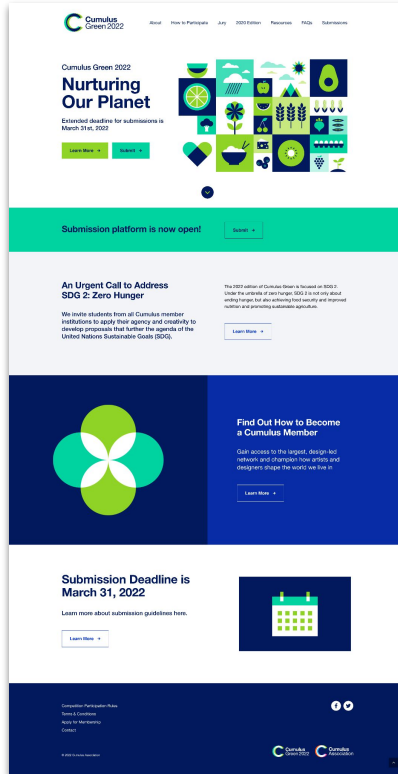 Cumulus
Green 2022
About How to Participate Jury 2020 Edition Resources FAQs Submissions
Cumulus Green 2022
Nurturing
Our Planet
Extended deadline for submissions is
March 31st, 2022
Learn More → Submit →
Submission platform is now open!
Submit →
An Urgent Call to Address
SDG 2: Zero Hunger
We invite students from all Cumulus member
institutions to apply their agency and creativity to
develop proposals that further the agenda of the
United Nations Sustainable Goals (SDG).
The 2022 edition of Cumulus Green is focused on SDG 2.
Under the umbrella of zero hunger, SDG 2 is not only about
ending hunger, but also achieving food security and improved
nutrition and promoting sustainable agriculture.
Learn More →
Find Out How to Become
a Cumulus Member
Gain access to the largest, design-led
network and champion how artists and
designers shape the world we live in
Learn More →
Submission Deadline is
March 31, 2022
Learn more about submission guidelines here.
Learn More →
Competition Participation Rules
Terms & Conditions
Apply for Membership
Contact
© 2022 Cumulus Association
Cumulus
Green 2022
Cumulus
Association